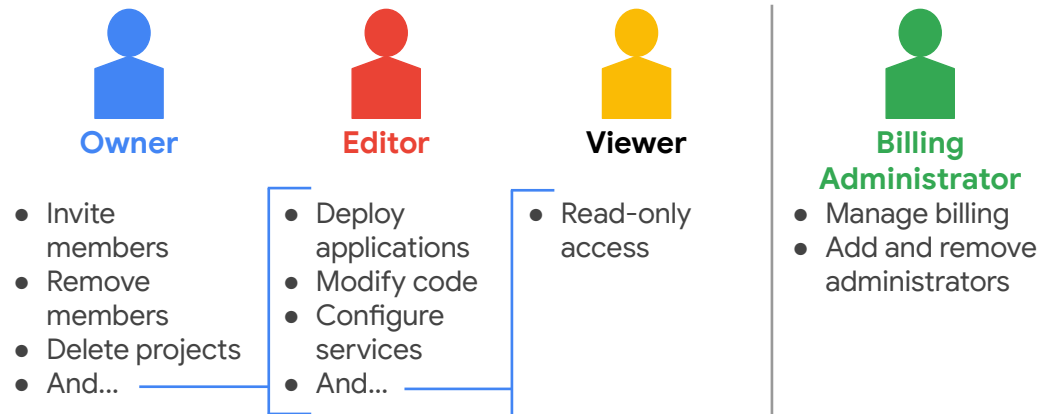 Owner
● Invite
members
● Remove
members
● Delete projects
● And...
Editor
● Deploy
applications
● Modify code
● Configure
services
● And...
Viewer
● Read-only
access
Billing
Administrator
● Manage billing
● Add and remove
administrators